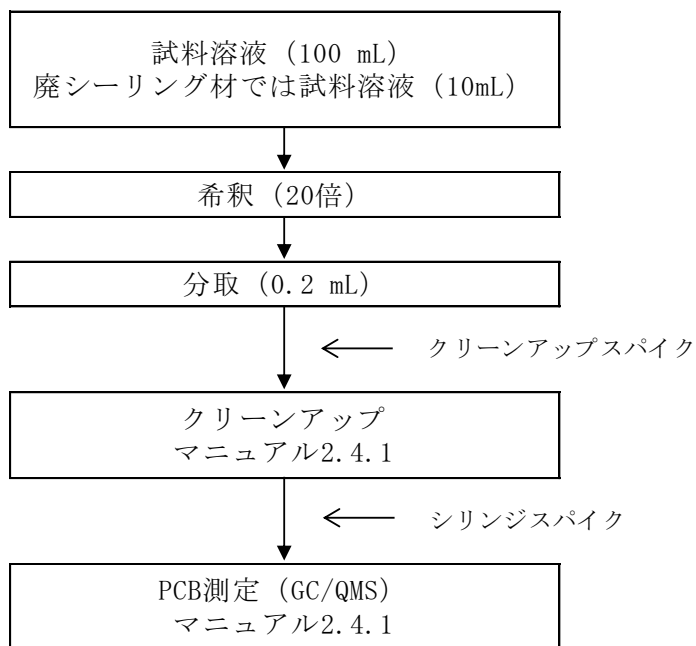 試料溶液（100 mL）
廃シーリング材では試料溶液（10mL）
希釈（20倍）
分取（0.2 mL）
クリーンアップスパイク
クリーンアップ
マニュアル2.4.1
シリンジスパイク
PCB測定（GC/QMS）
マニュアル2.4.1